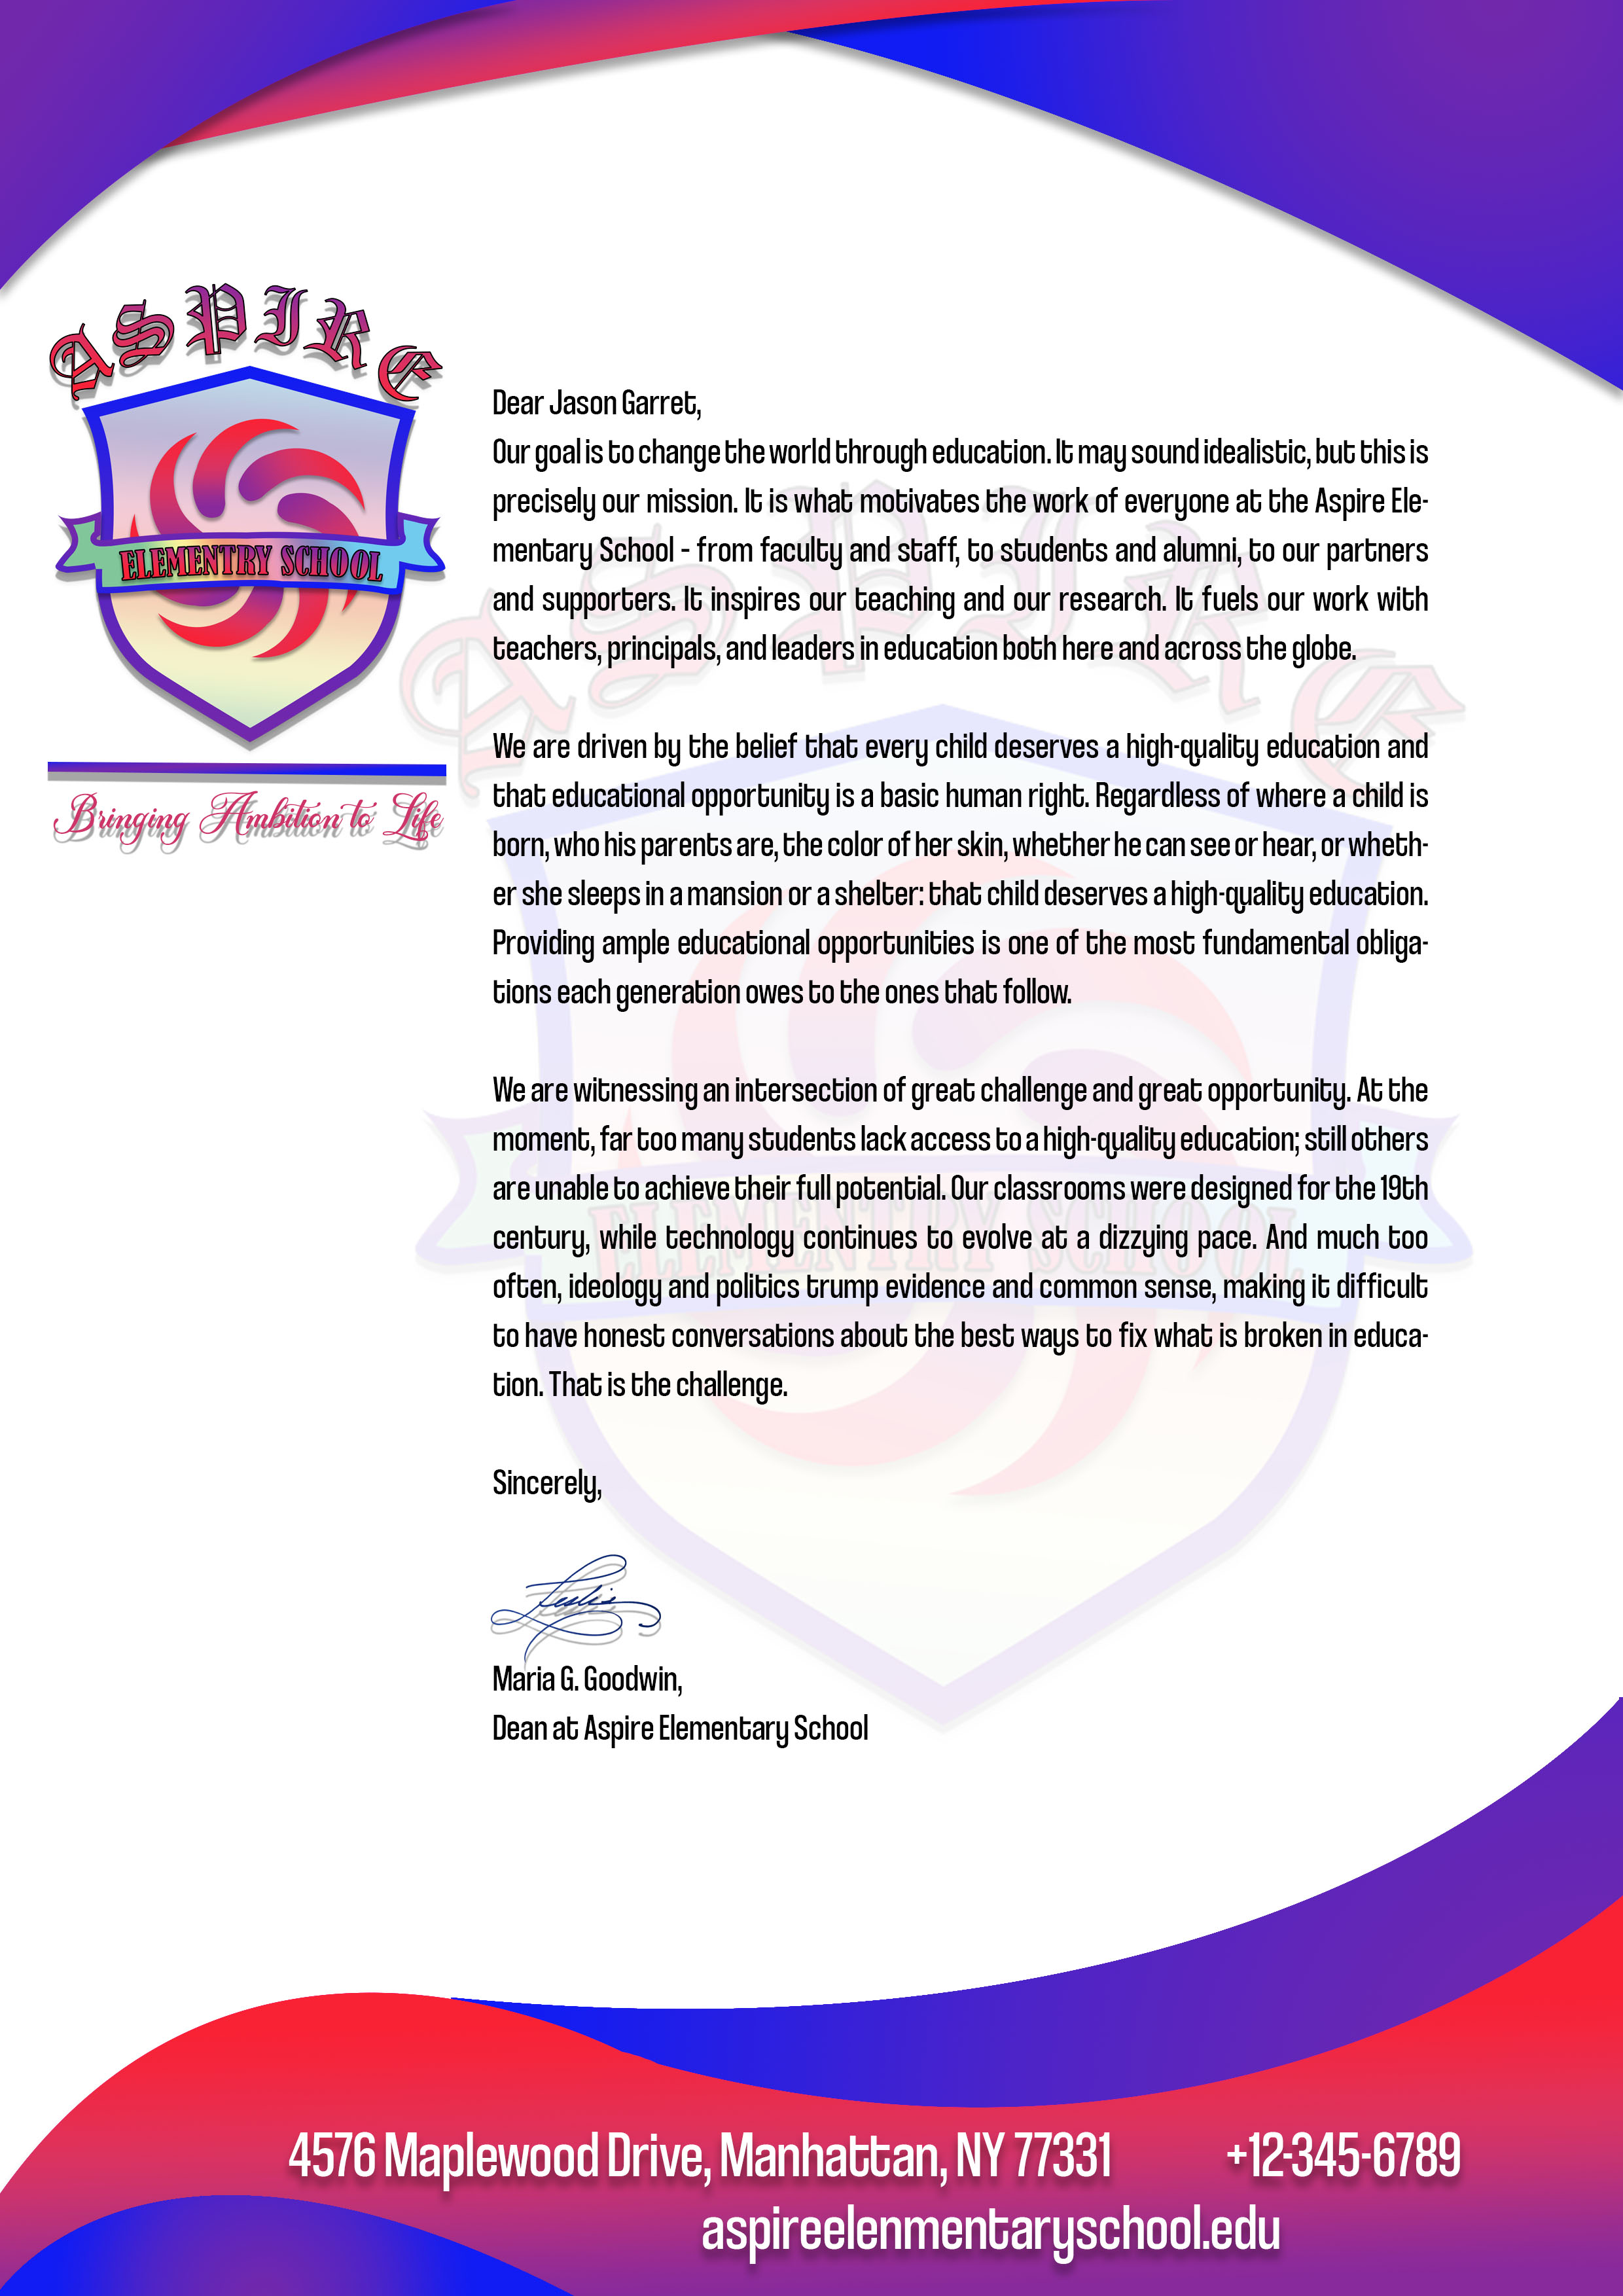 ASPIRE
ELEMENTRY SCHOOL
Bringing Ambition to Life
Dear Jason Garret,
Our goal is to change the world through education. It may sound idealistic, but this is
precisely our mission. It is what motivates the work of everyone at the Aspire Ele-
mentary School - from faculty and staff, to students and alumni, to our partners
and supporters. It inspires our teaching and our research. It fuels our work with
teachers, principals, and leaders in education both here and across the globe.
We are driven by the belief that every child deserves a high-quality education and
that educational opportunity is a basic human right. Regardless of where a child is
born, who his parents are, the color of her skin, whether he can see or hear, or wheth-
er she sleeps in a mansion or a shelter: that child deserves a high-quality education.
Providing ample educational opportunities is one of the most fundamental obliga-
tions each generation owes to the ones that follow.
We are witnessing an intersection of great challenge and great opportunity. At the
moment, far too many students lack access to a high-quality education; still others
are unable to achieve their full potential. Our classrooms were designed for the 19th
century, while technology continues to evolve at a dizzying pace. And much too
often, ideology and politics trump evidence and common sense, making it difficult
to have honest conversations about the best ways to fix what is broken in educa-
tion. That is the challenge.
Sincerely,
Leslie
Maria G. Goodwin,
Dean at Aspire Elementary School
ASPIRE
ELEMENTRY SCHOOL
4576 Maplewood Drive, Manhattan, NY 77331 +12-345-6789
aspireelenmentaryschool.edu